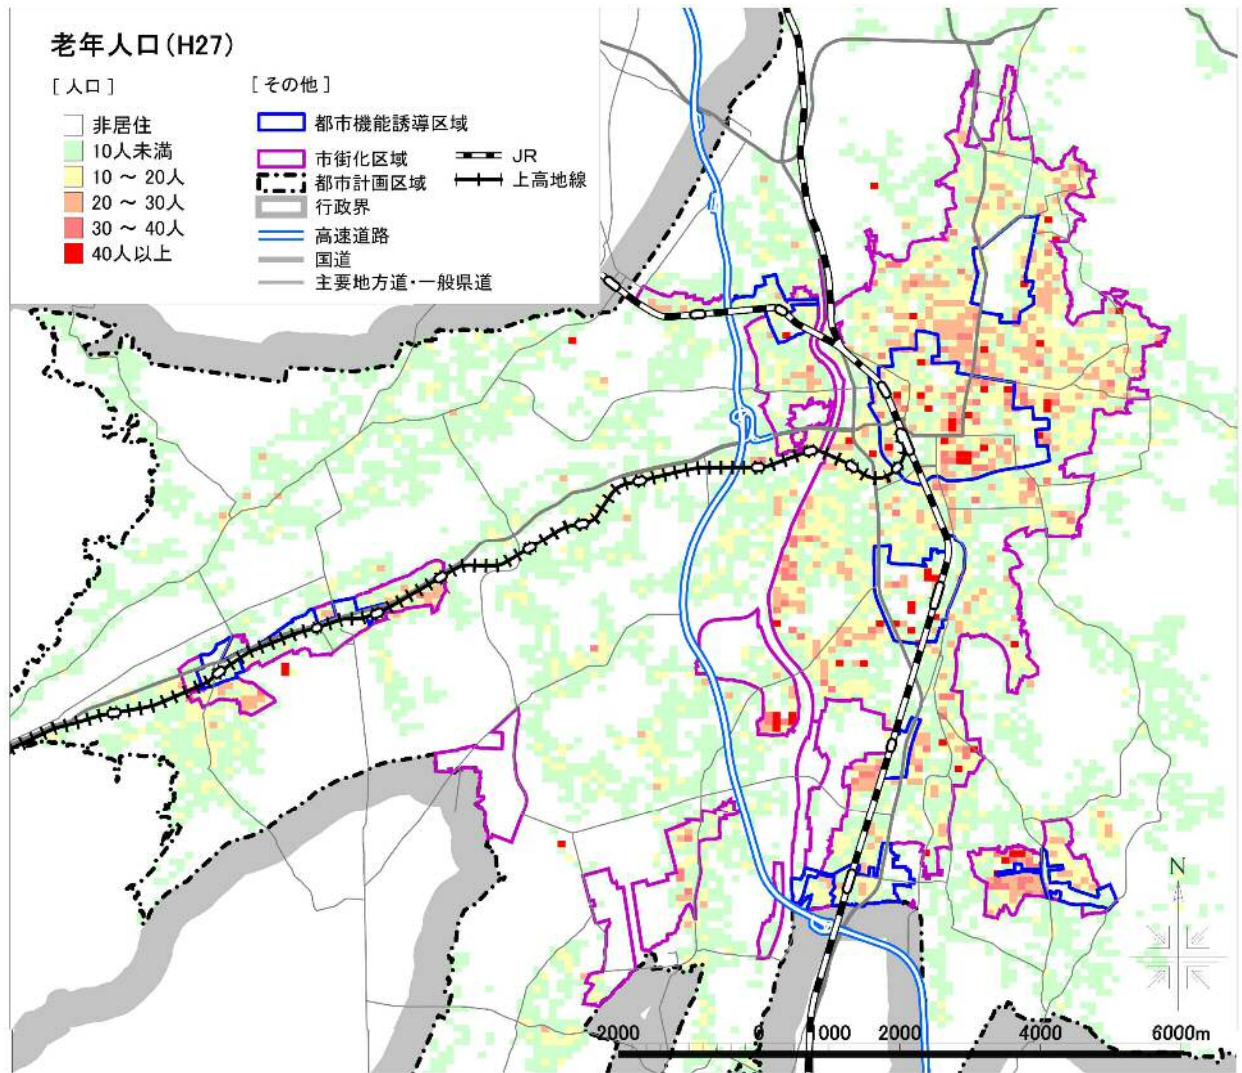 老年人口(H27)
[ 人口 ]
非居住
10人未満
10 ～ 20人
20 ～ 30人
30 ～ 40人
40人以上
[ その他 ]
都市機能誘導区域
市街化区域
都市計画区域
行政界
高速道路
国道
主要地方道・一般県道
JR
上高地線
N
-2000 0 0000 2000 4000 6000m